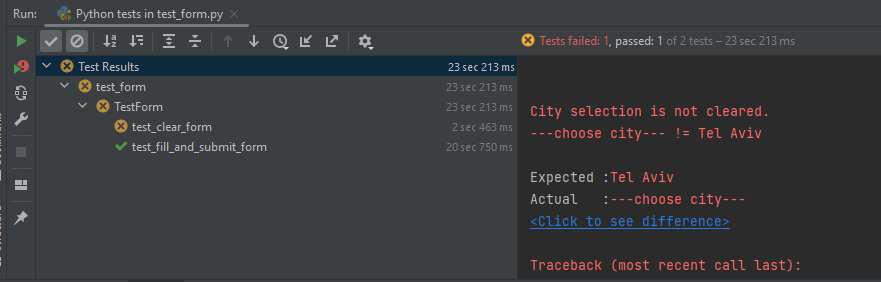 Run: Python tests in test_form.py
Tests failed: 1, passed: 1 of 2 tests – 23 sec 213 ms
Test Results 23 sec 213 ms
test_form 23 sec 213 ms
TestForm 23 sec 213 ms
test_clear_form 2 sec 463 ms
test_fill_and_submit_form 20 sec 750 ms
City selection is not cleared.
---choose city--- != Tel Aviv
Expected :Tel Aviv
Actual   :---choose city---
<Click to see difference>
Traceback (most recent call last):